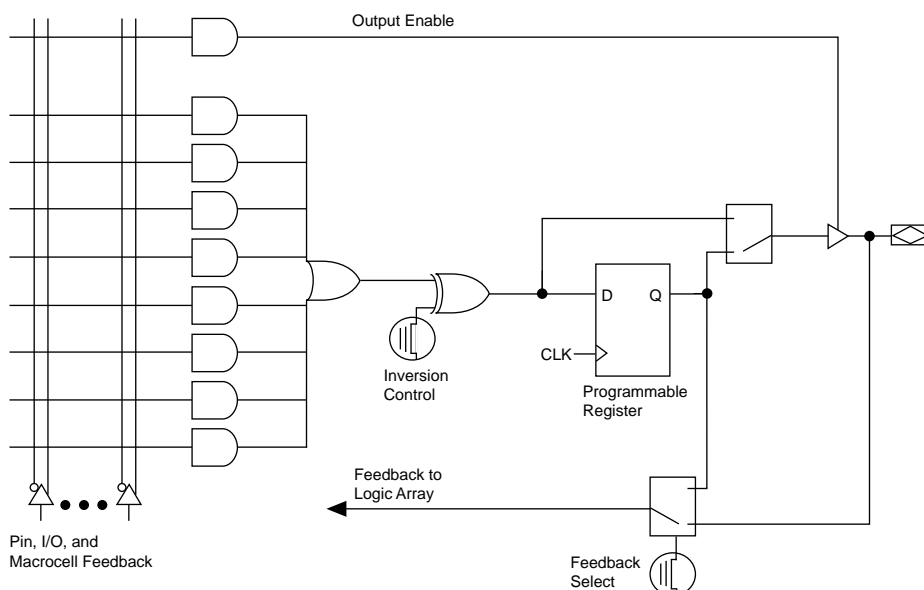 Output Enable
D Q
CLK
Inversion
Control
Programmable
Register
Feedback to
Logic Array
Pin, I/O, and
Macrocell Feedback
Feedback
Select